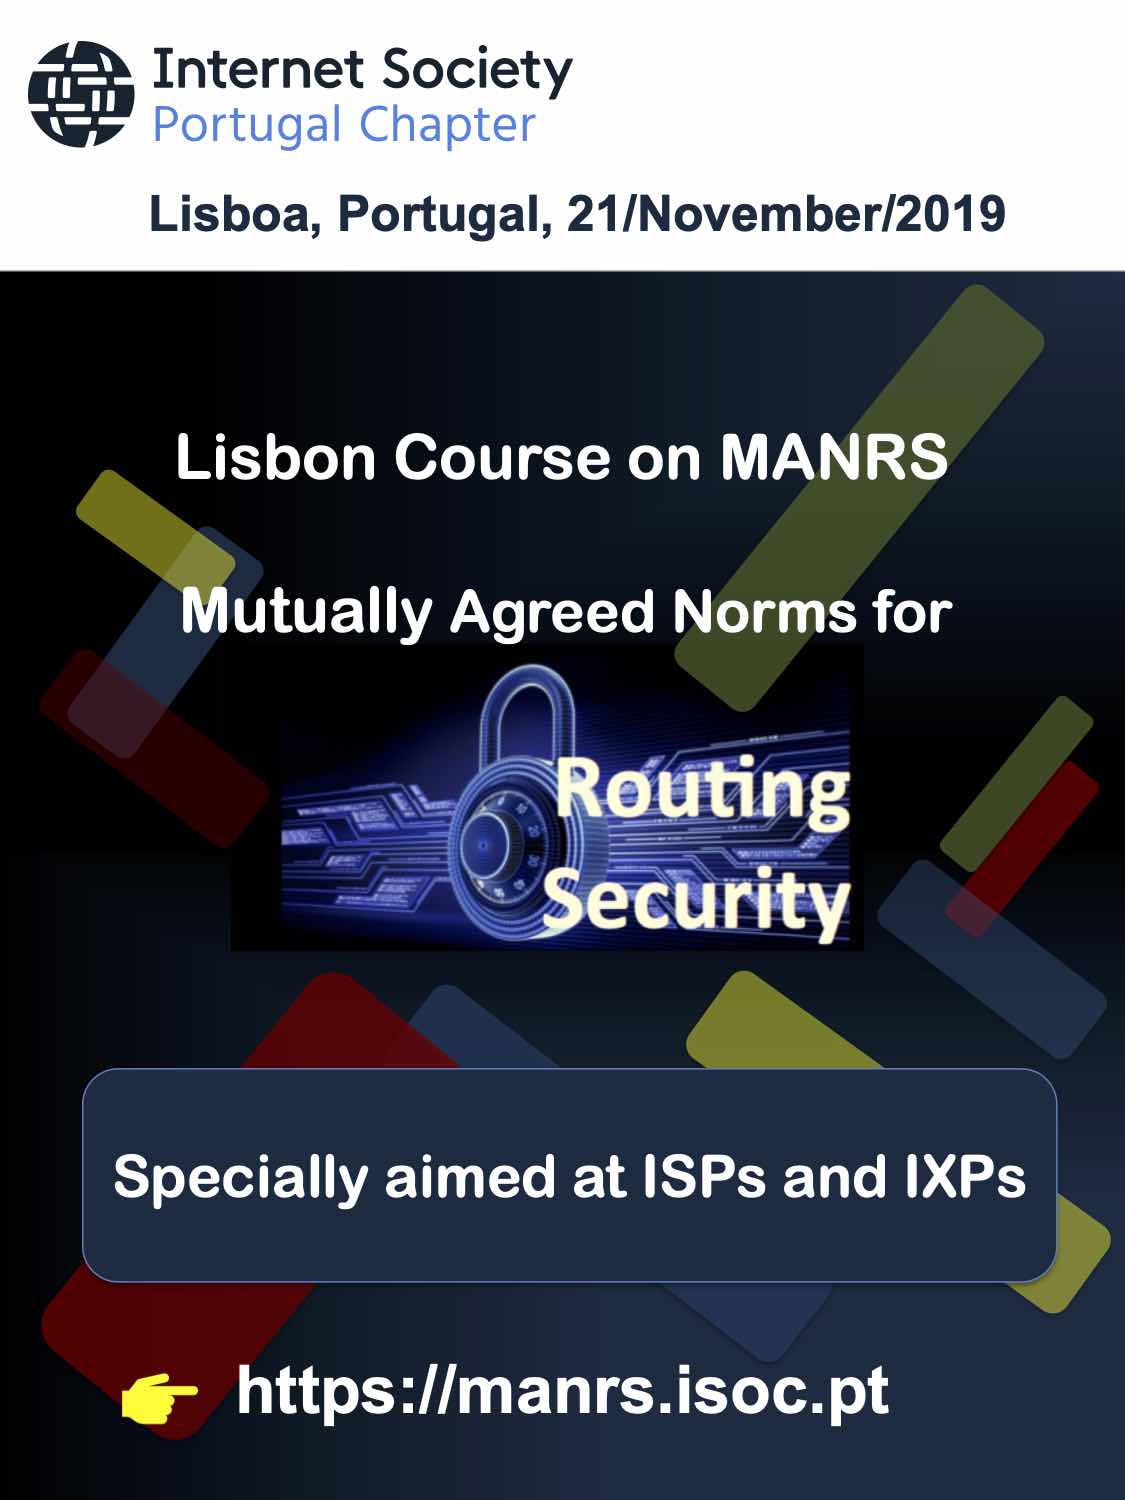 Internet Society
Portugal Chapter
Lisboa, Portugal, 21/November/2019
Lisbon Course on MANRS
Mutually Agreed Norms for
Routing
Security
Specially aimed at ISPs and IXPs
https://manrs.isoc.pt